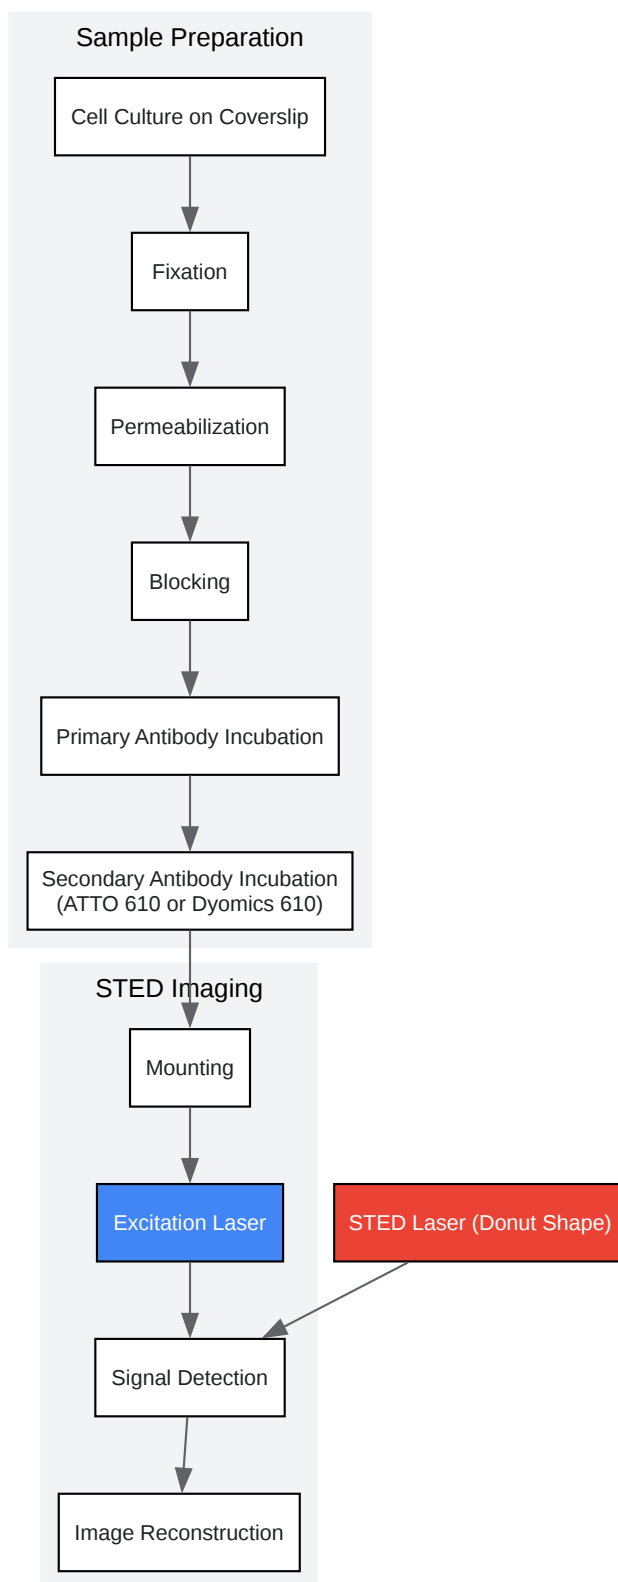 Sample Preparation
Cell Culture on Coverslip
Fixation
Permeabilization
Blocking
Primary Antibody Incubation
Secondary Antibody Incubation
(ATTO 610 or Dyomics 610)
STED Imaging
Mounting
Excitation Laser
STED Laser (Donut Shape)
Signal Detection
Image Reconstruction